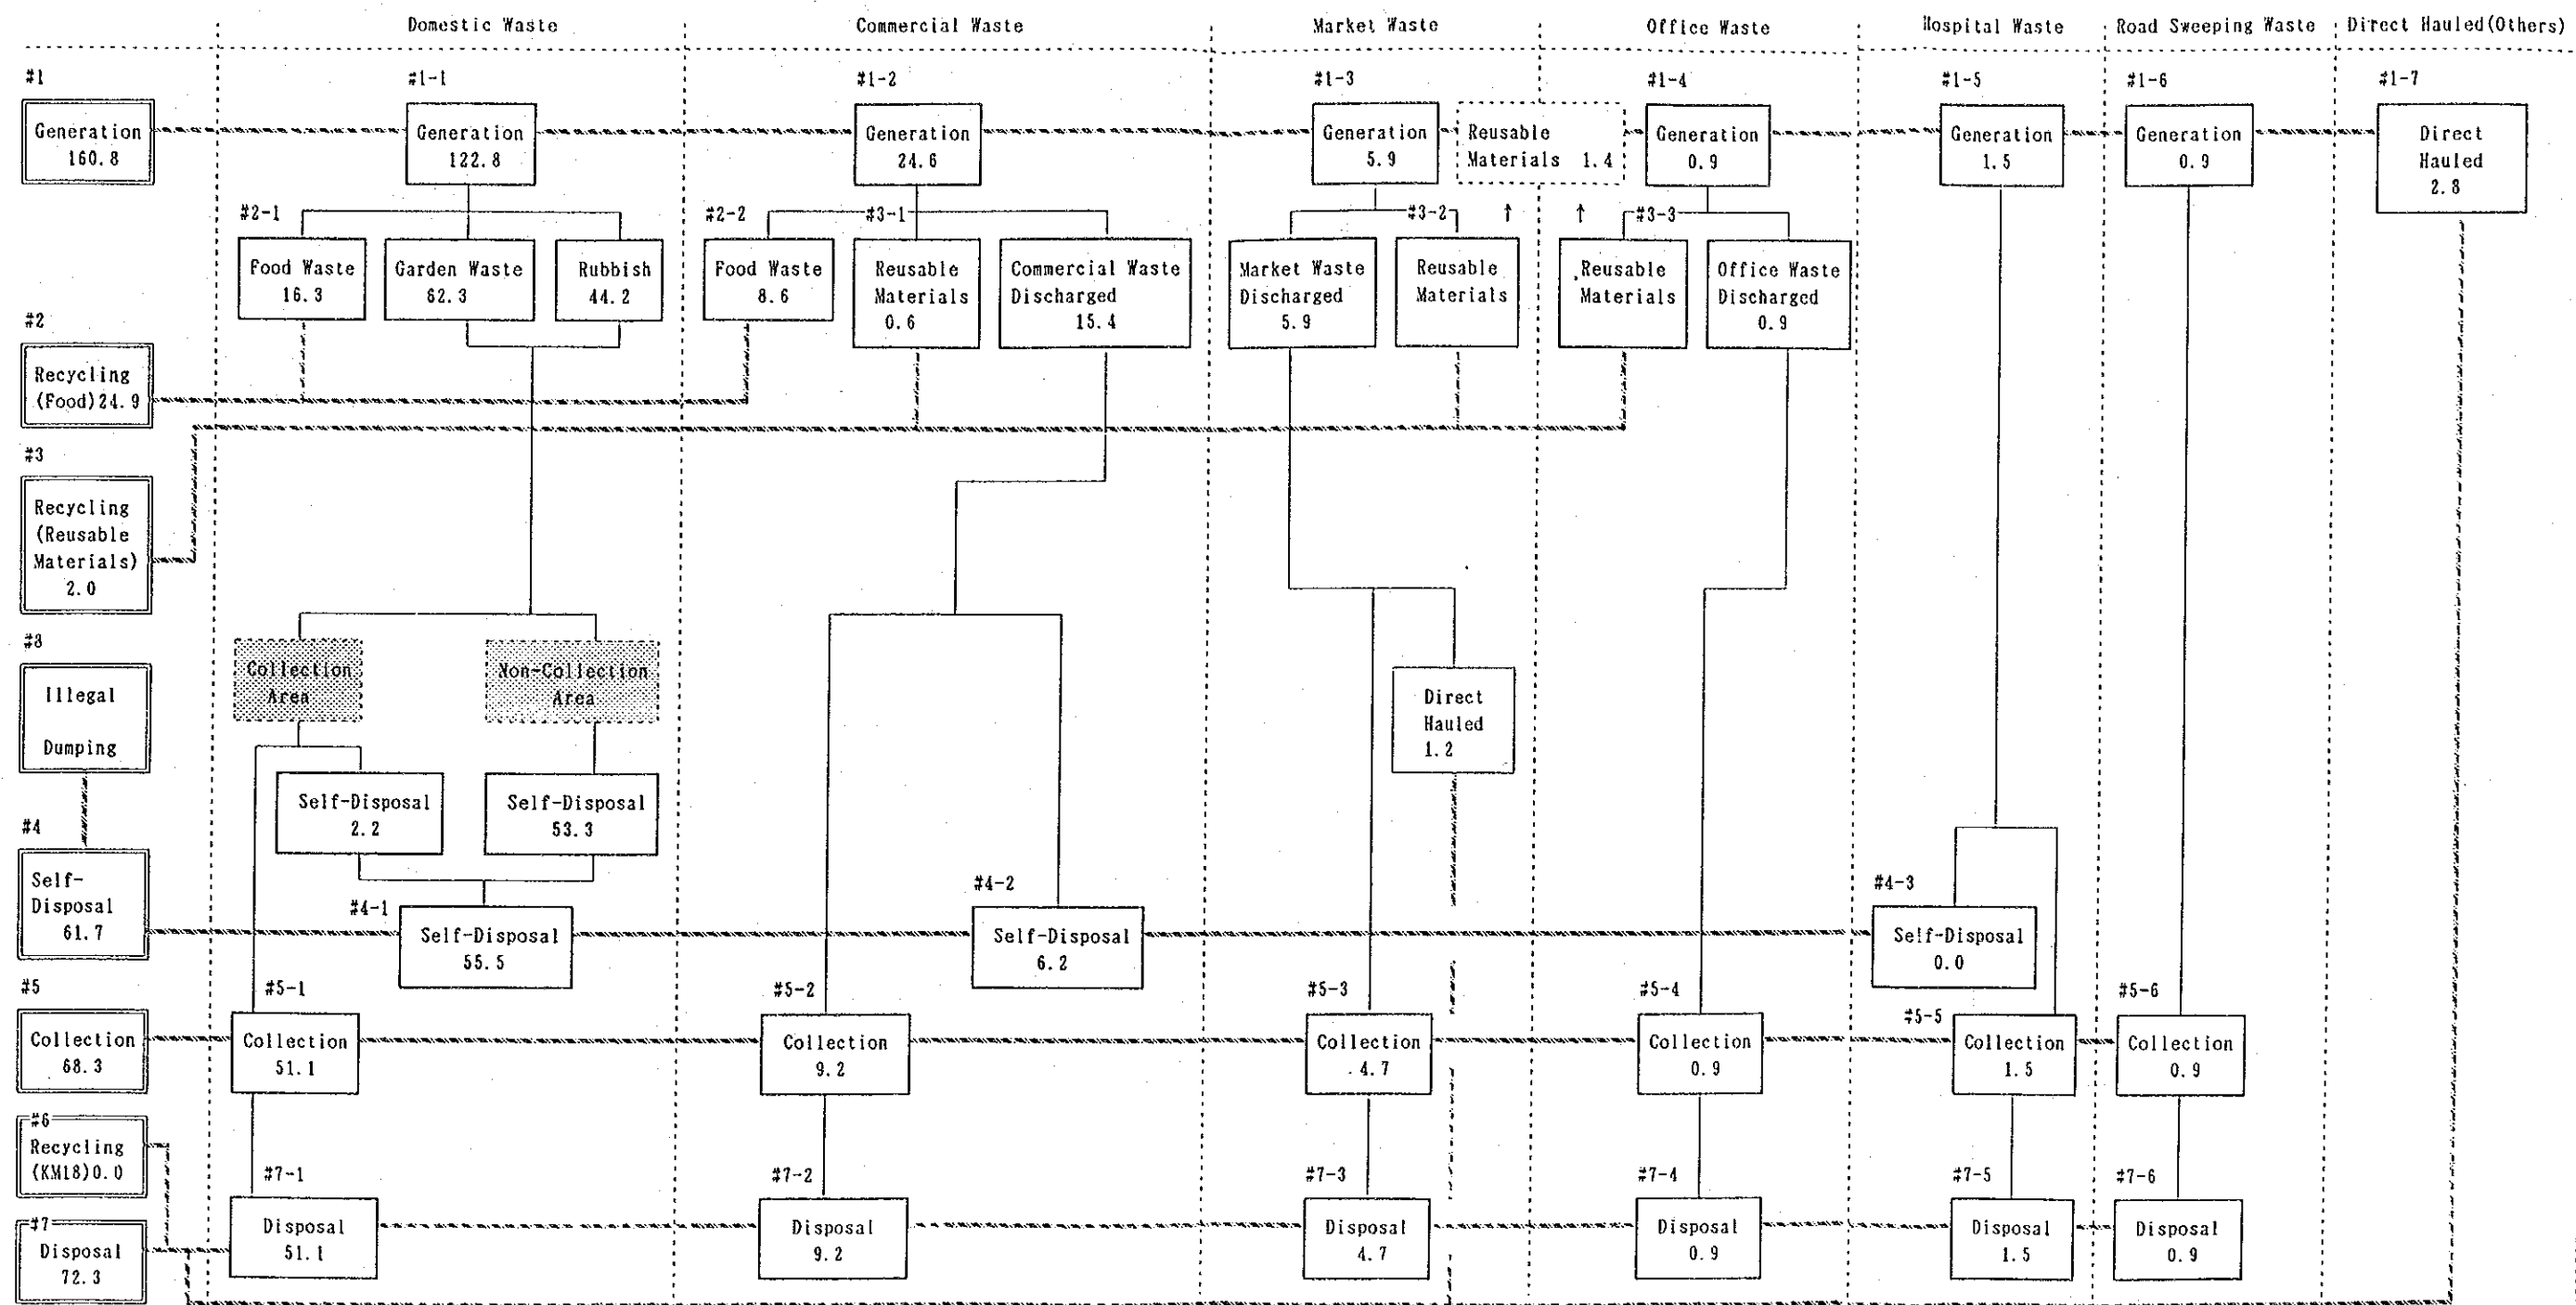 Domestic Waste
Commercial Waste
Market Waste
Office Waste
Hospital Waste
Road Sweeping Waste
Direct Hauled(Others)
#1
#1-1
#1-2
#1-3
#1-4
#1-5
#1-6
#1-7
Generation
160.8
Generation
122.8
Generation
24.6
Generation
5.9
Reusable
Materials 1.4
Generation
0.9
Generation
1.5
Generation
0.9
Direct
Hauled
2.8
#2-1
#2-2
#3-1
#3-2
↑
↑
#3-3
Food Waste
16.3
Garden Waste
62.3
Rubbish
44.2
Food Waste
8.6
Reusable
Materials
0.6
Commercial Waste
Discharged
15.4
Market Waste
Discharged
5.9
Reusable
Materials
Reusable
Materials
Office Waste
Discharged
0.9
#2
Recycling
(Food)24.9
#3
Recycling
(Reusable
Materials)
2.0
#8
Illegal
Dumping
Collection
Area
Non-Collection
Area
Direct
Hauled
1.2
Self-Disposal
2.2
Self-Disposal
53.3
#4
Self-
Disposal
61.7
#4-1
Self-Disposal
55.5
#4-2
Self-Disposal
6.2
#4-3
Self-Disposal
0.0
#5
#5-1
#5-2
#5-3
#5-4
#5-5
#5-6
Collection
68.3
Collection
51.1
Collection
9.2
Collection
4.7
Collection
0.9
Collection
1.5
Collection
0.9
#6
Recycling
(KM18)0.0
#7-1
#7-2
#7-3
#7-4
#7-5
#7-6
#7
Disposal
72.3
Disposal
51.1
Disposal
9.2
Disposal
4.7
Disposal
0.9
Disposal
1.5
Disposal
0.9